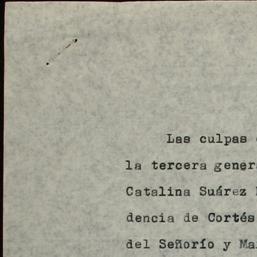 Las culpas
la tercera gener
Catalina Suárez
dencia de Cortés
del Señorío y Ma